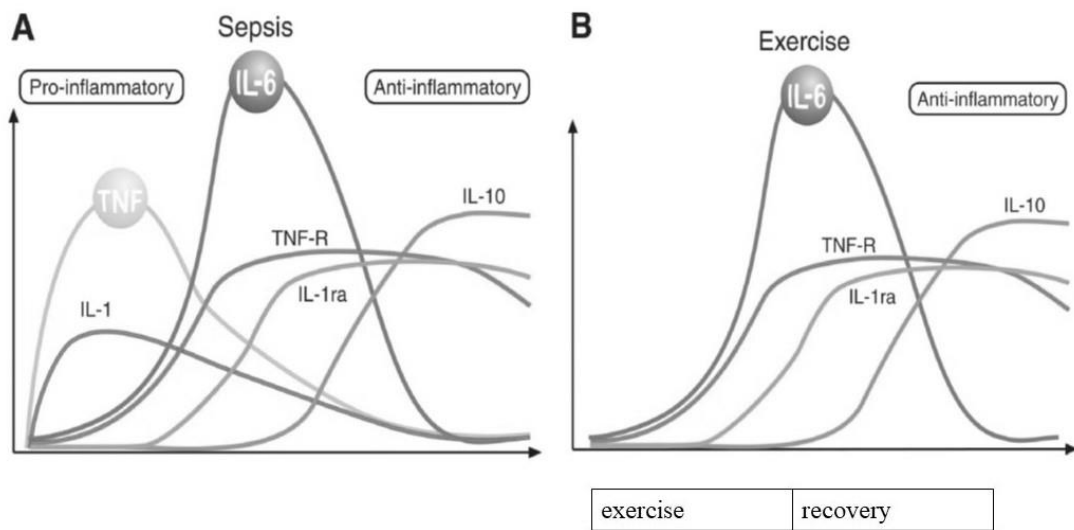 A
Sepsis
Pro-inflammatory
IL-6
Anti-inflammatory
TNF
IL-10
TNF-R
IL-1ra
IL-1
B
Exercise
IL-6
Anti-inflammatory
IL-10
TNF-R
IL-1ra
exercise recovery